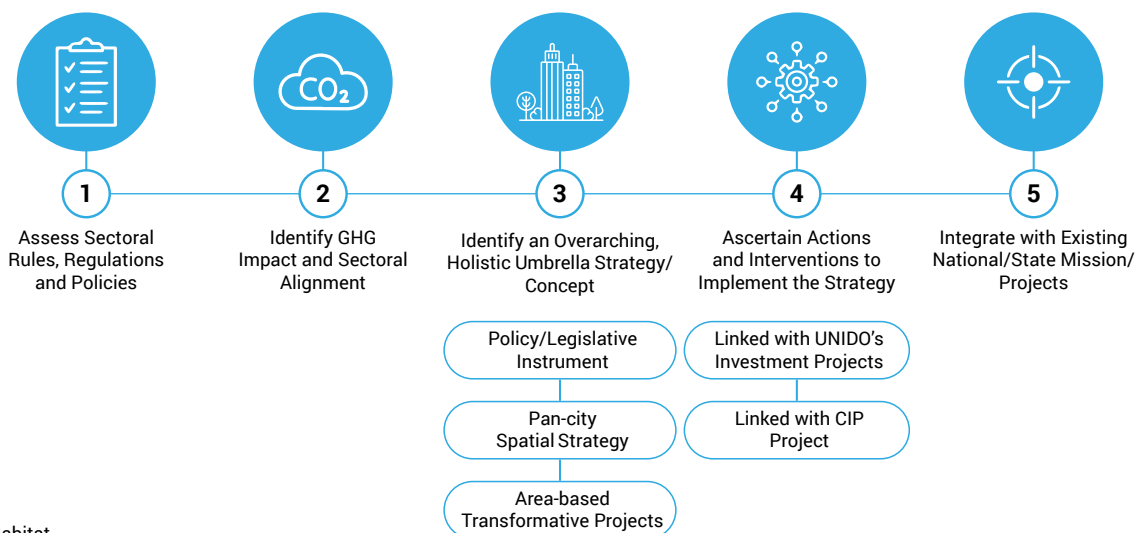 CO₂
1
2
3
4
5
Assess Sectoral
Rules, Regulations
and Policies
Identify GHG
Impact and Sectoral
Alignment
Identify an Overarching,
Holistic Umbrella Strategy/
Concept
Ascertain Actions
and Interventions to
Implement the Strategy
Integrate with Existing
National/State Mission/
Projects
Policy/Legislative
Instrument
Pan-city
Spatial Strategy
Area-based
Transformative Projects
Linked with UNIDO's
Investment Projects
Linked with CIP
Project